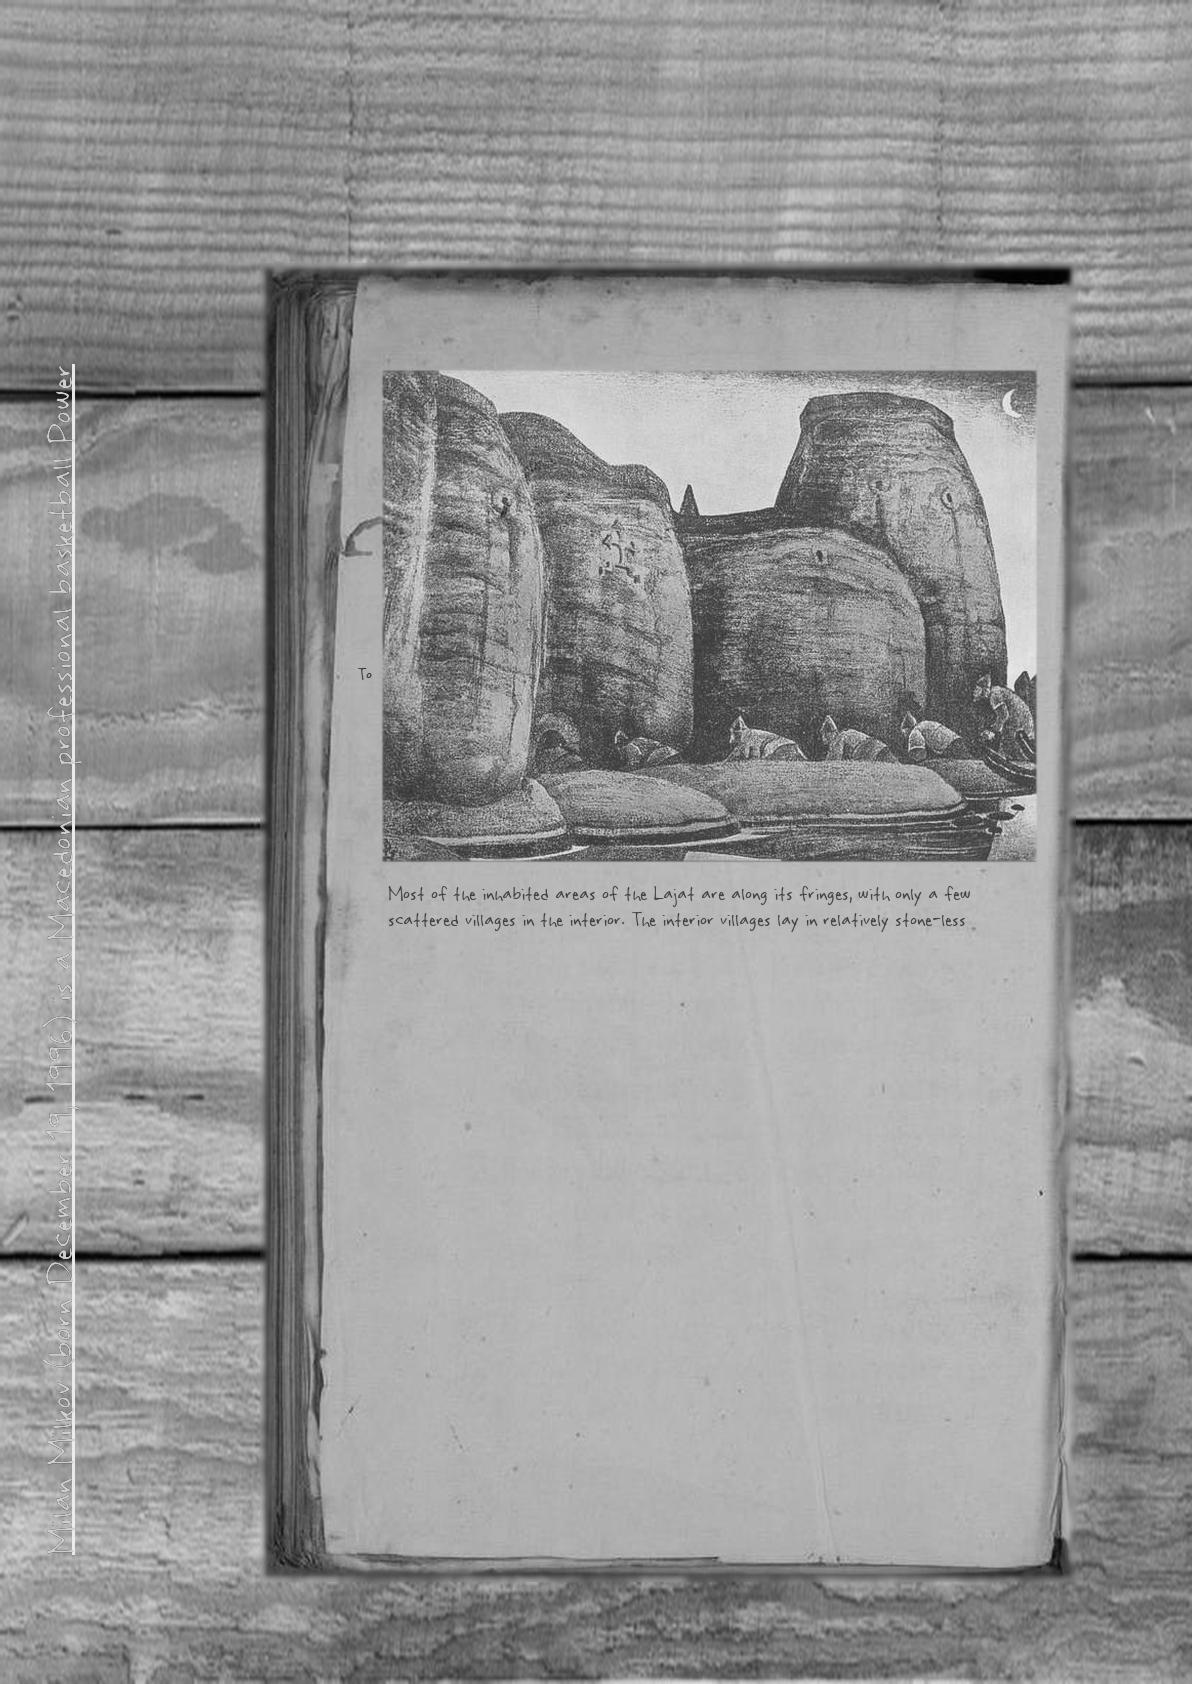 Milan Milkov (born December 19, 1996) is a Macedonian professional basketball Power
To
Most of the inhabited areas of the Lajat are along its fringes, with only a few
scattered villages in the interior. The interior villages lay in relatively stone-less